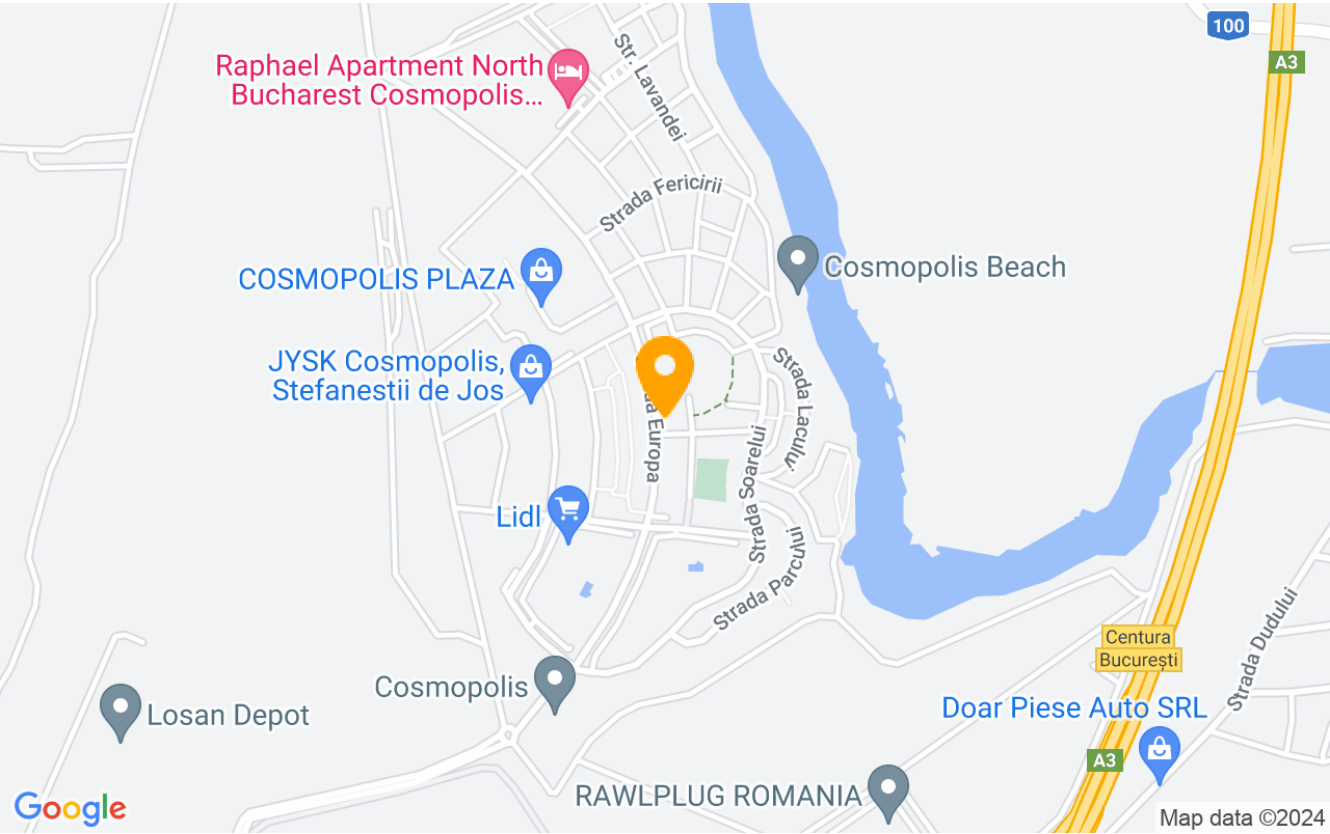 100
A3
Str. Lavandei
Raphael Apartment North
Bucharest Cosmopolis...
Strada Fericirii
COSMOPOLIS PLAZA
Cosmopolis Beach
JYSK Cosmopolis,
Stefanestii de Jos
Strada Lacului
Europa
Strada Soarelui
Lidl
Strada Parcului
Strada Dudului
Centura
București
Cosmopolis
Losan Depot
Doar Piese Auto SRL
A3
RAWLPLUG ROMANIA
Google
Map data ©2024